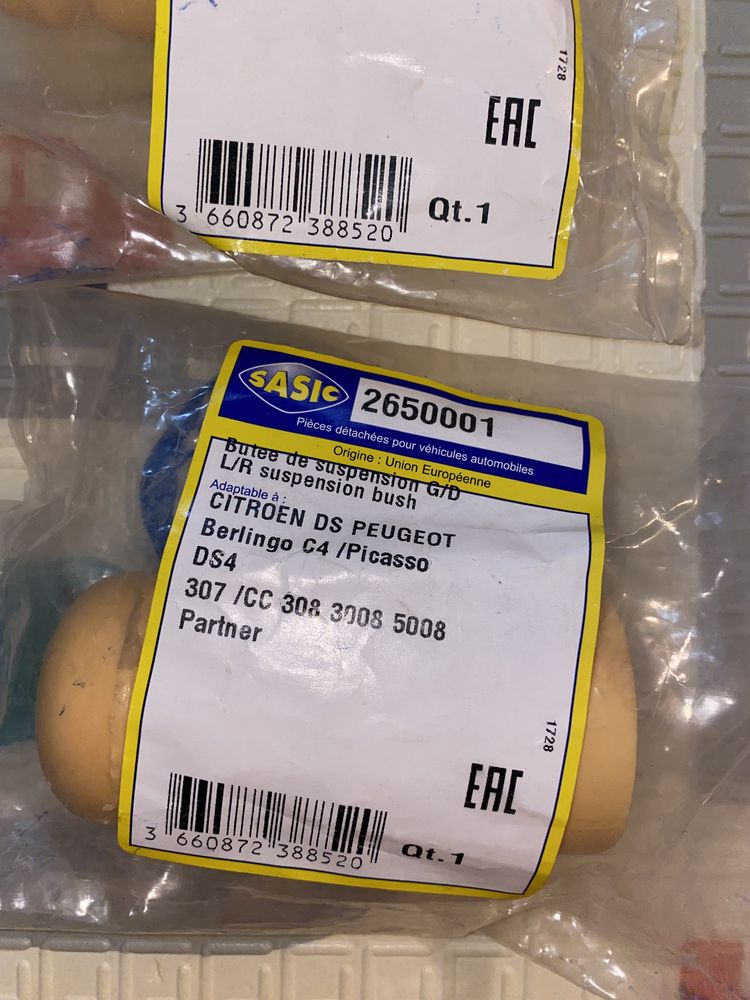 1728
EAC
3 660872 388520
Qt.1
SASIC
2650001
Pièces détachées pour véhicules automobiles
Origine : Union Européenne
Butée de suspension G/D
L/R suspension bush
Adaptable à :
CITROËN DS PEUGEOT
Berlingo C4 /Picasso
DS4
307 /CC 308 3008 5008
Partner
1728
EAC
3 660872 388520
Qt.1